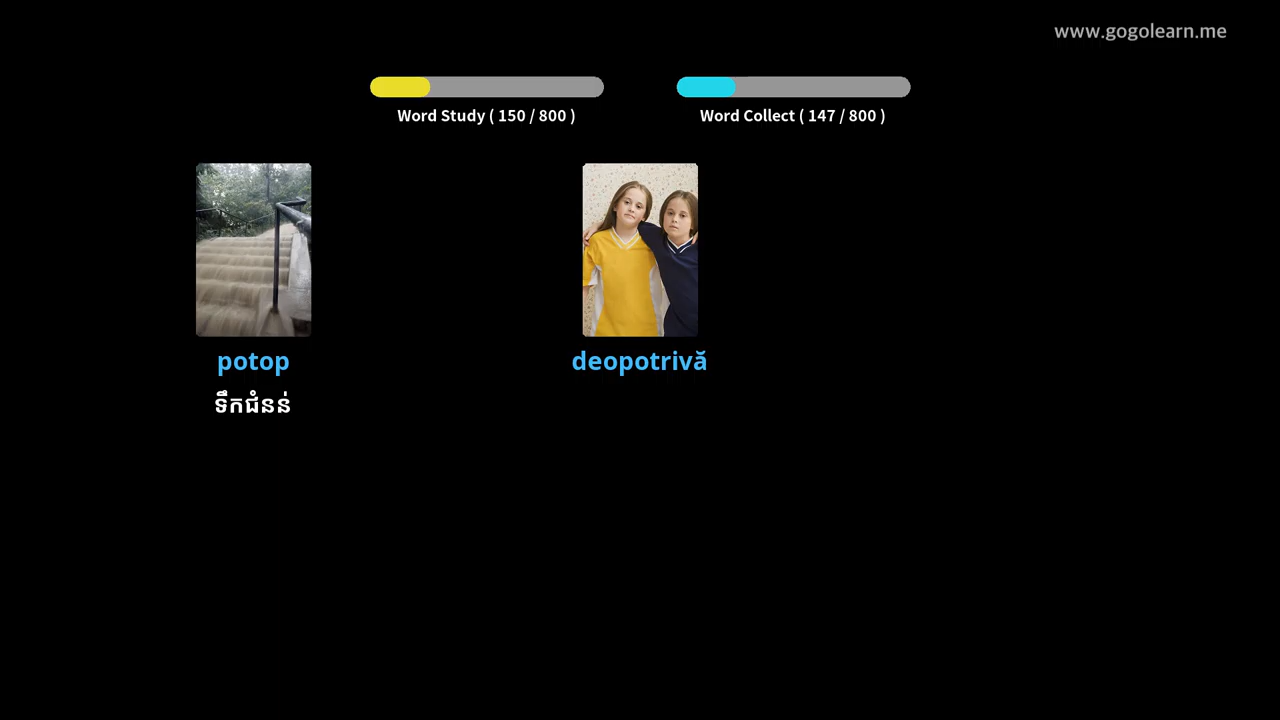 www.gogolearn.me
Word Study ( 150 / 800 )
Word Collect ( 147 / 800 )
potop
ទឹកជំនន់
deopotrivă